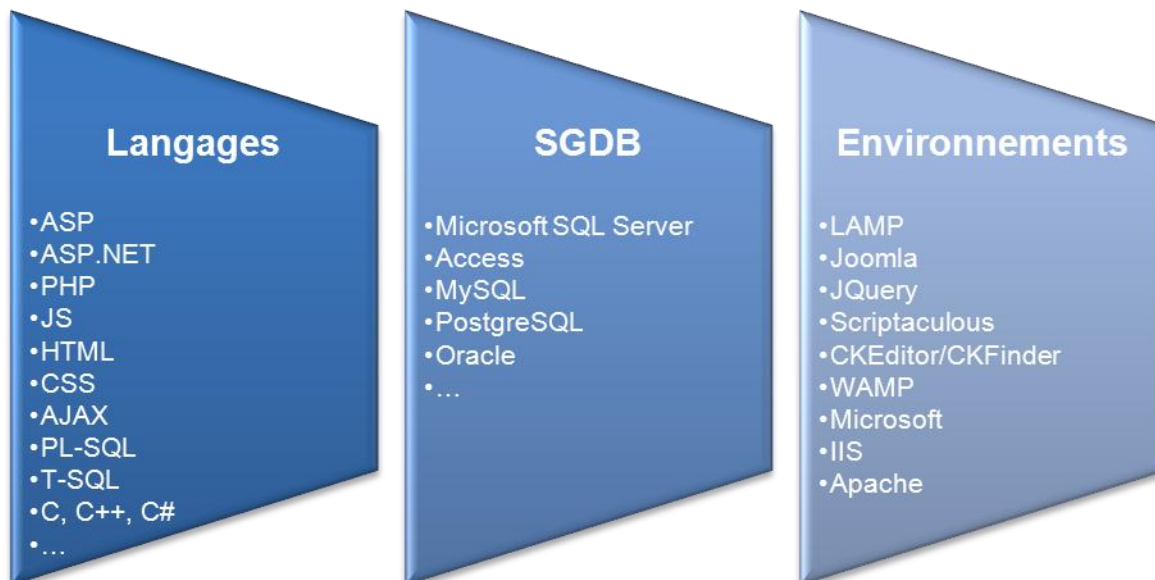 Langages
•ASP
•ASP.NET
•PHP
•JS
•HTML
•CSS
•AJAX
•PL-SQL
•T-SQL
•C, C++, C#
•...
SGDB
•Microsoft SQL Server
•Access
•MySQL
•PostgreSQL
•Oracle
•...
Environnements
•LAMP
•Joomla
•JQuery
•Scriptaculous
•CKEditor/CKFinder
•WAMP
•Microsoft
•IIS
•Apache